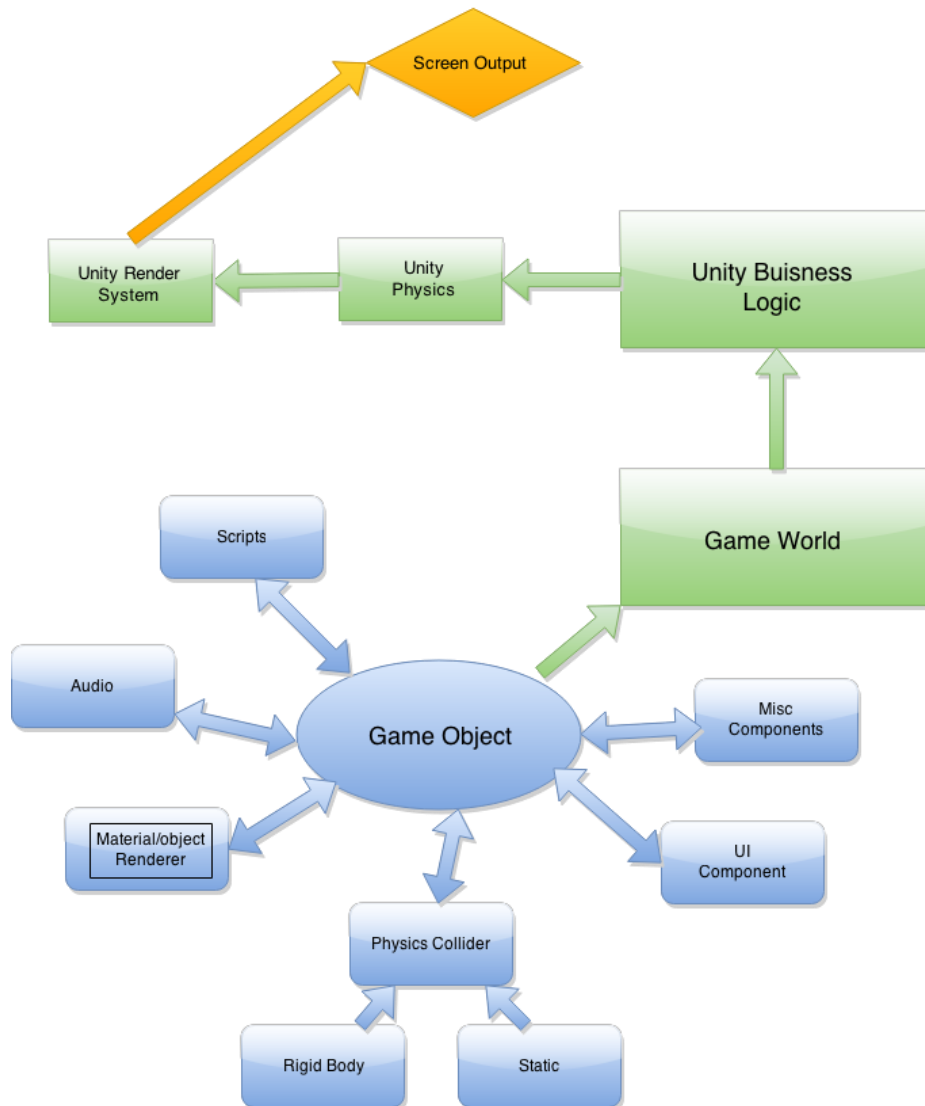 Screen Output
Unity Render
System
Unity
Physics
Unity Buisness
Logic
Game World
Scripts
Audio
Game Object
Misc
Components
Material/object
Renderer
UI
Component
Physics Collider
Rigid Body
Static